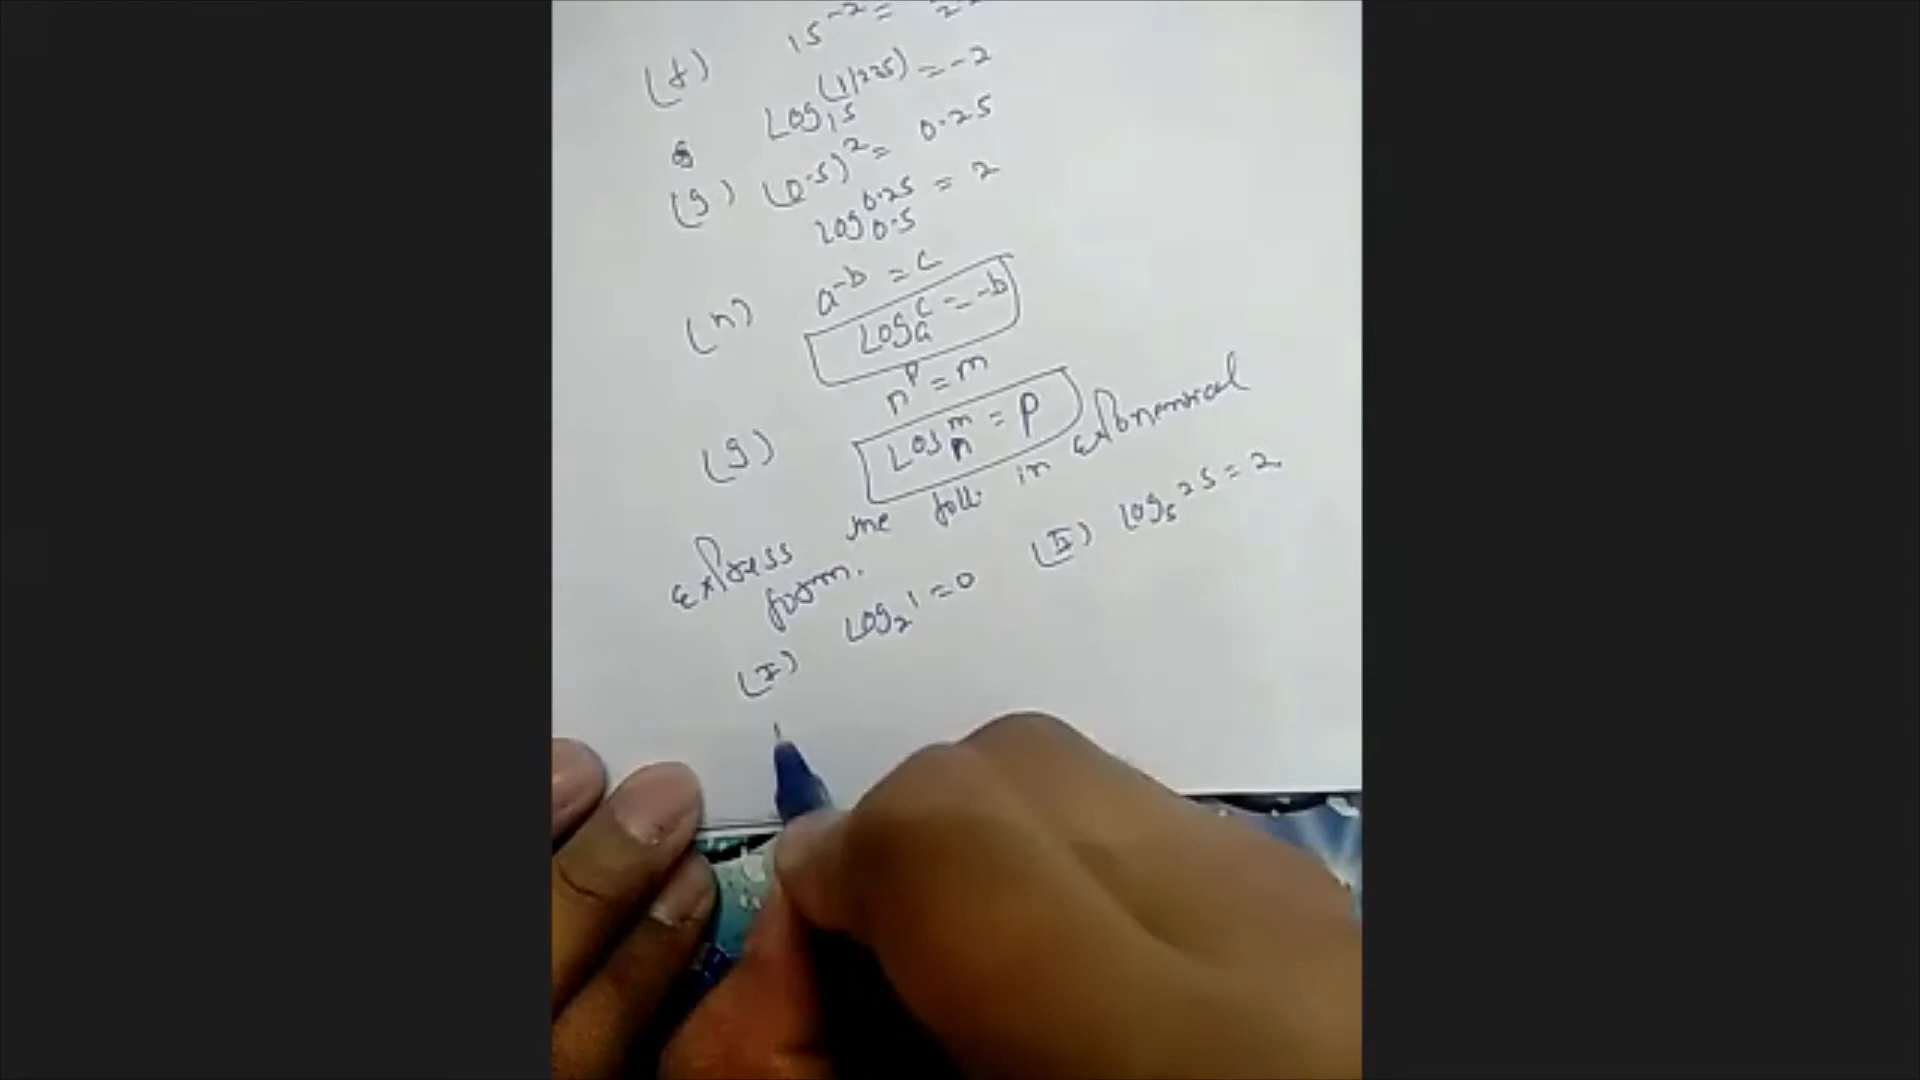 (f) 15⁻² =
Log₁₅(1/225) = -2
(g) (0.5)² = 0.25
Log₀.₅ 0.25 = 2
(h) a⁻ᵇ = c
Logₐ c = -b
nᵖ = m
(g) Logₙ m = p
Express the foll. in exponential
form.
(I) Log₂ 1 = 0 (II) Log₅ 25 = 2